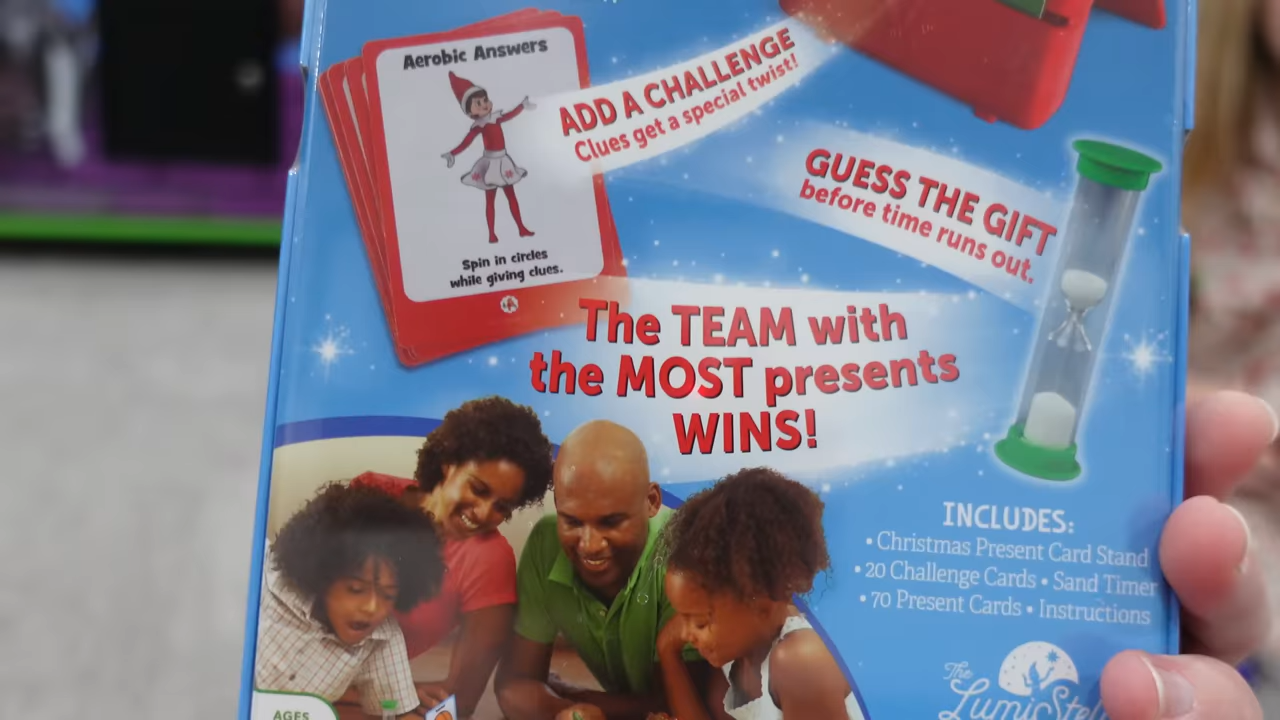 Aerobic Answers
Spin in circles
while giving clues.
ADD A CHALLENGE
Clues get a special twist!
GUESS THE GIFT
before time runs out.
The TEAM with
the MOST presents
WINS!
INCLUDES:
• Christmas Present Card Stand
• 20 Challenge Cards • Sand Timer
• 70 Present Cards • Instructions
The
AGES